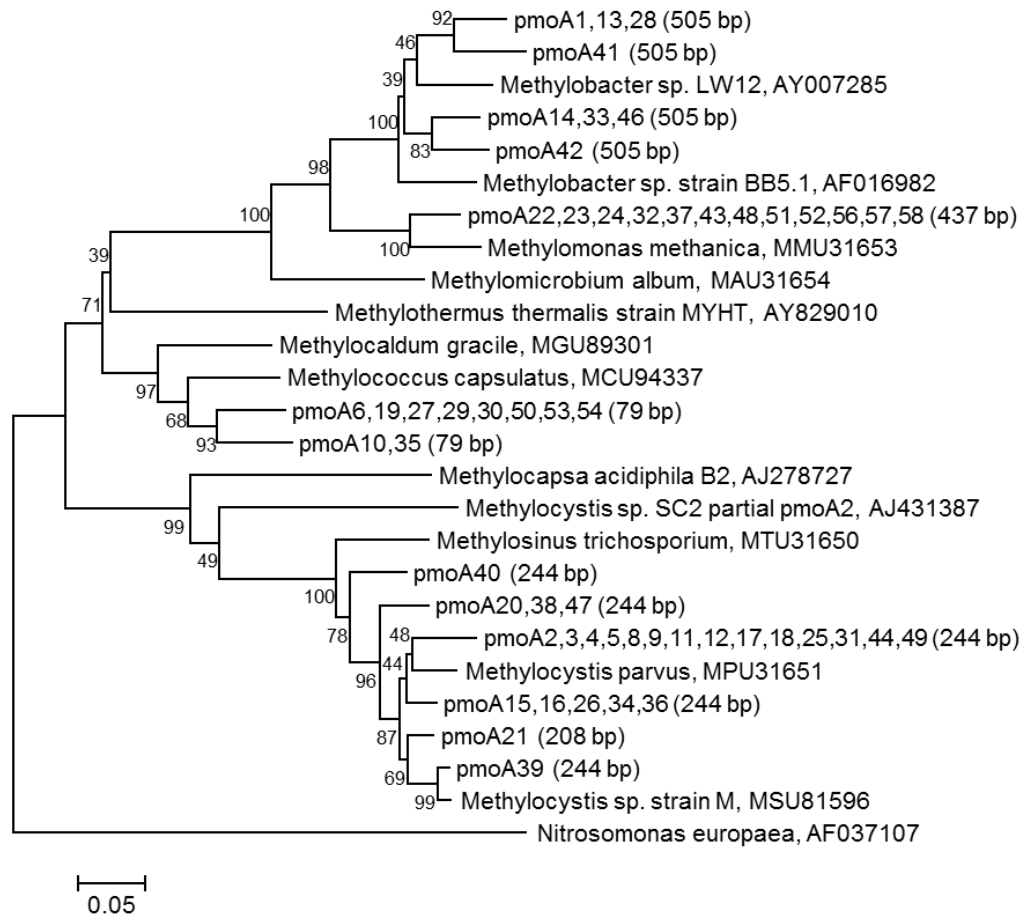 92
pmoA1,13,28 (505 bp)
46
pmoA41 (505 bp)
39
Methylobacter sp. LW12, AY007285
100
pmoA14,33,46 (505 bp)
83
pmoA42 (505 bp)
98
Methylobacter sp. strain BB5.1, AF016982
100
pmoA22,23,24,32,37,43,48,51,52,56,57,58 (437 bp)
100
Methylomonas methanica, MMU31653
39
Methylomicrobium album, MAU31654
71
Methylothermus thermalis strain MYHT, AY829010
Methylocaldum gracile, MGU89301
97
Methylococcus capsulatus, MCU94337
68
pmoA6,19,27,29,30,50,53,54 (79 bp)
93
pmoA10,35 (79 bp)
Methylocapsa acidiphila B2, AJ278727
99
Methylocystis sp. SC2 partial pmoA2, AJ431387
49
Methylosinus trichosporium, MTU31650
100
pmoA40 (244 bp)
78
pmoA20,38,47 (244 bp)
48
pmoA2,3,4,5,8,9,11,12,17,18,25,31,44,49 (244 bp)
44
Methylocystis parvus, MPU31651
96
pmoA15,16,26,34,36 (244 bp)
87
pmoA21 (208 bp)
69
pmoA39 (244 bp)
99
Methylocystis sp. strain M, MSU81596
Nitrosomonas europaea, AF037107
0.05